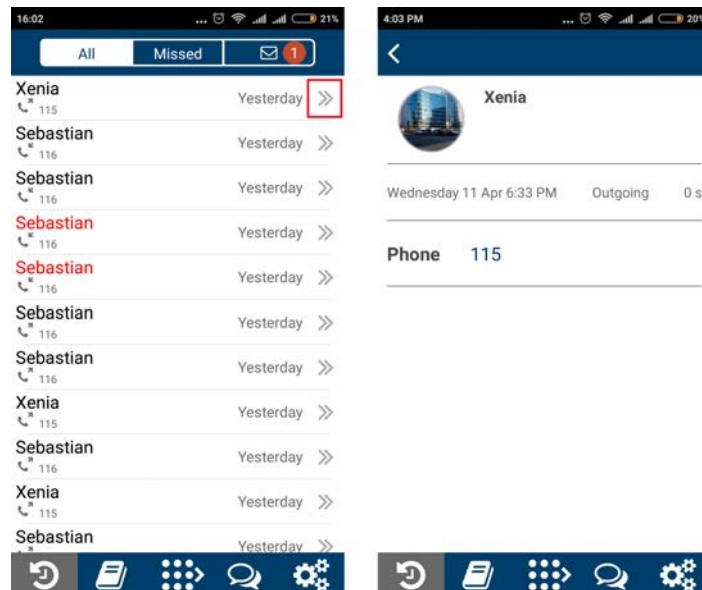 16:02 ... 21%
All Missed 1
Xenia
115 Yesterday
Sebastian
116 Yesterday
Sebastian
116 Yesterday
Sebastian
116 Yesterday
Sebastian
116 Yesterday
Sebastian
116 Yesterday
Sebastian
116 Yesterday
Xenia
115 Yesterday
Sebastian
116 Yesterday
Xenia
115 Yesterday
Sebastian
Yesterday
4:03 PM ... 20%
Xenia
Wednesday 11 Apr 6:33 PM Outgoing 0 s
Phone 115